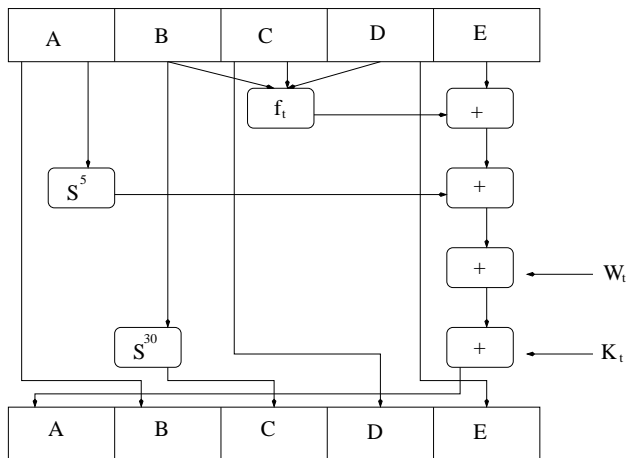 A B C D E
f_t +
S^5 +
+ W_t
S^30 + K_t
A B C D E